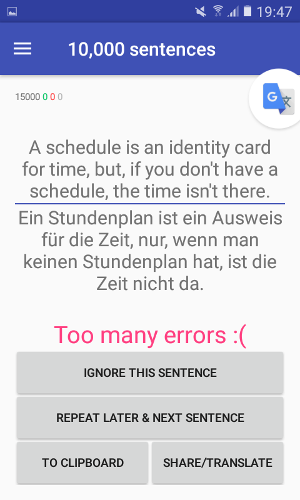 19:47
10,000 sentences
15000 0 0 0
A schedule is an identity card
for time, but, if you don't have a
schedule, the time isn't there.
Ein Stundenplan ist ein Ausweis
für die Zeit, nur, wenn man
keinen Stundenplan hat, ist die
Zeit nicht da.
Too many errors :(
IGNORE THIS SENTENCE
REPEAT LATER & NEXT SENTENCE
TO CLIPBOARD
SHARE/TRANSLATE